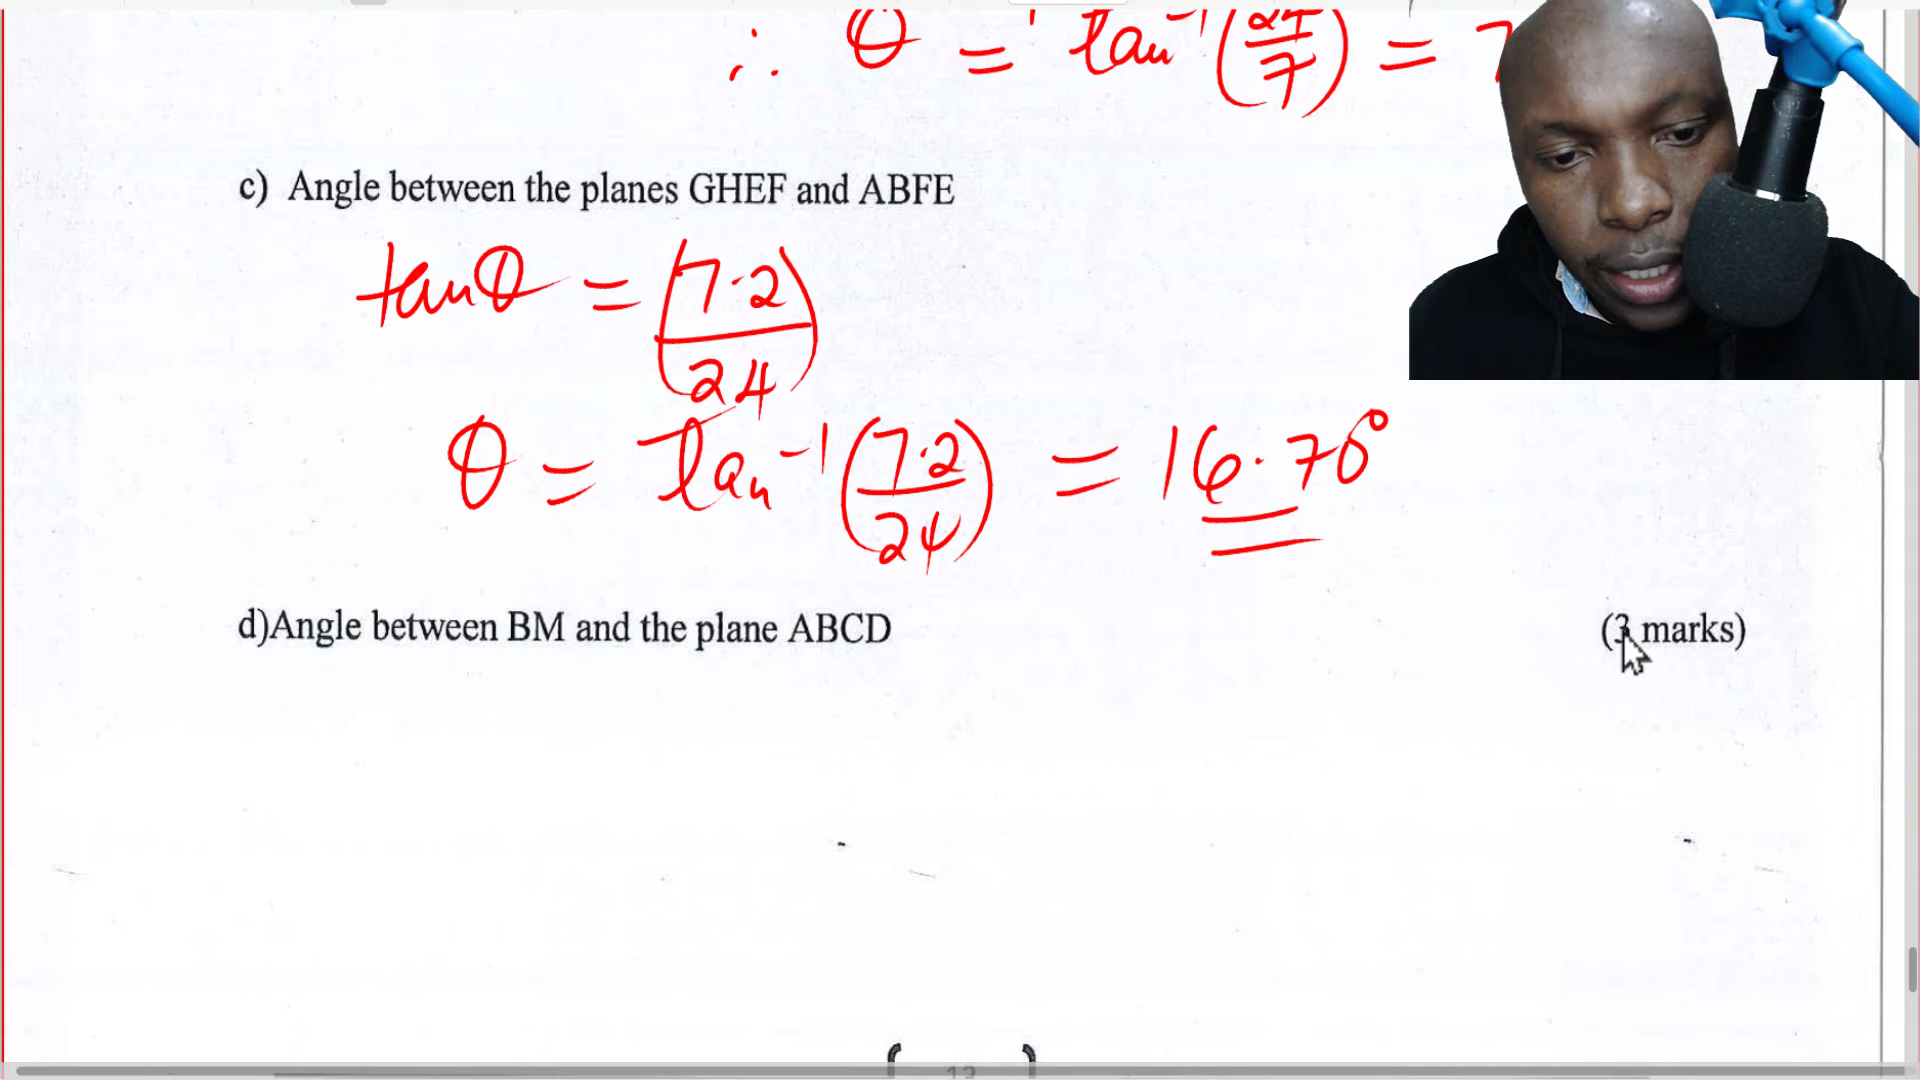 ∴ θ = tan⁻¹(24/7) = 7
c) Angle between the planes GHEF and ABFE
tanθ = (7.2/24)
θ = tan⁻¹(7.2/24) = 16.70°
d)Angle between BM and the plane ABCD (3 marks)